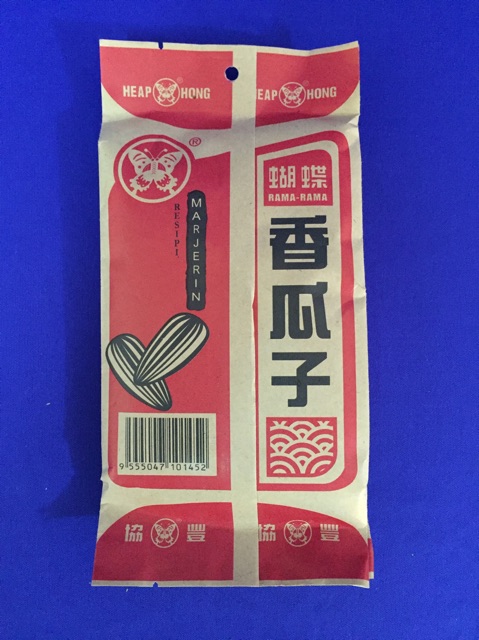 HEAP HONG
EAP HONG
®
RESIPI
MARJERIN
9 555047 101452
蝴蝶
RAMA-RAMA
香瓜子
協 豐
協 豐